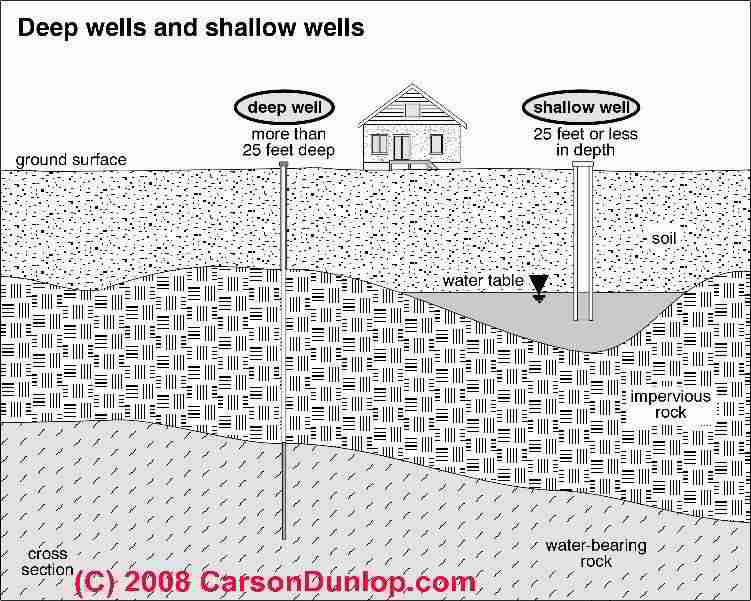 Deep wells and shallow wells
deep well
more than
25 feet deep
shallow well
25 feet or less
in depth
ground surface
soil
water table
impervious
rock
water-bearing
rock
cross
section
(C) 2008 CarsonDunlop.com